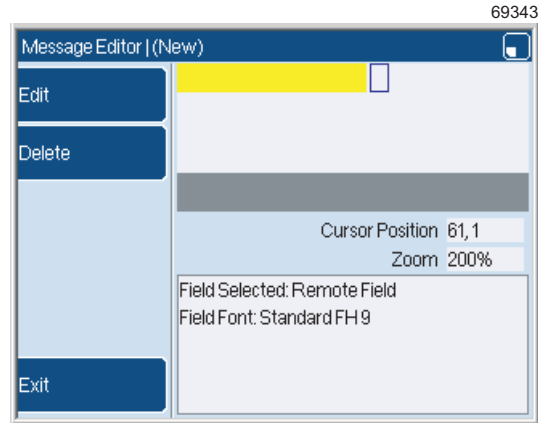 69343
Message Editor | (New)
Edit
Delete
Cursor Position 61,1
Zoom 200%
Field Selected: Remote Field
Field Font: Standard FH 9
Exit